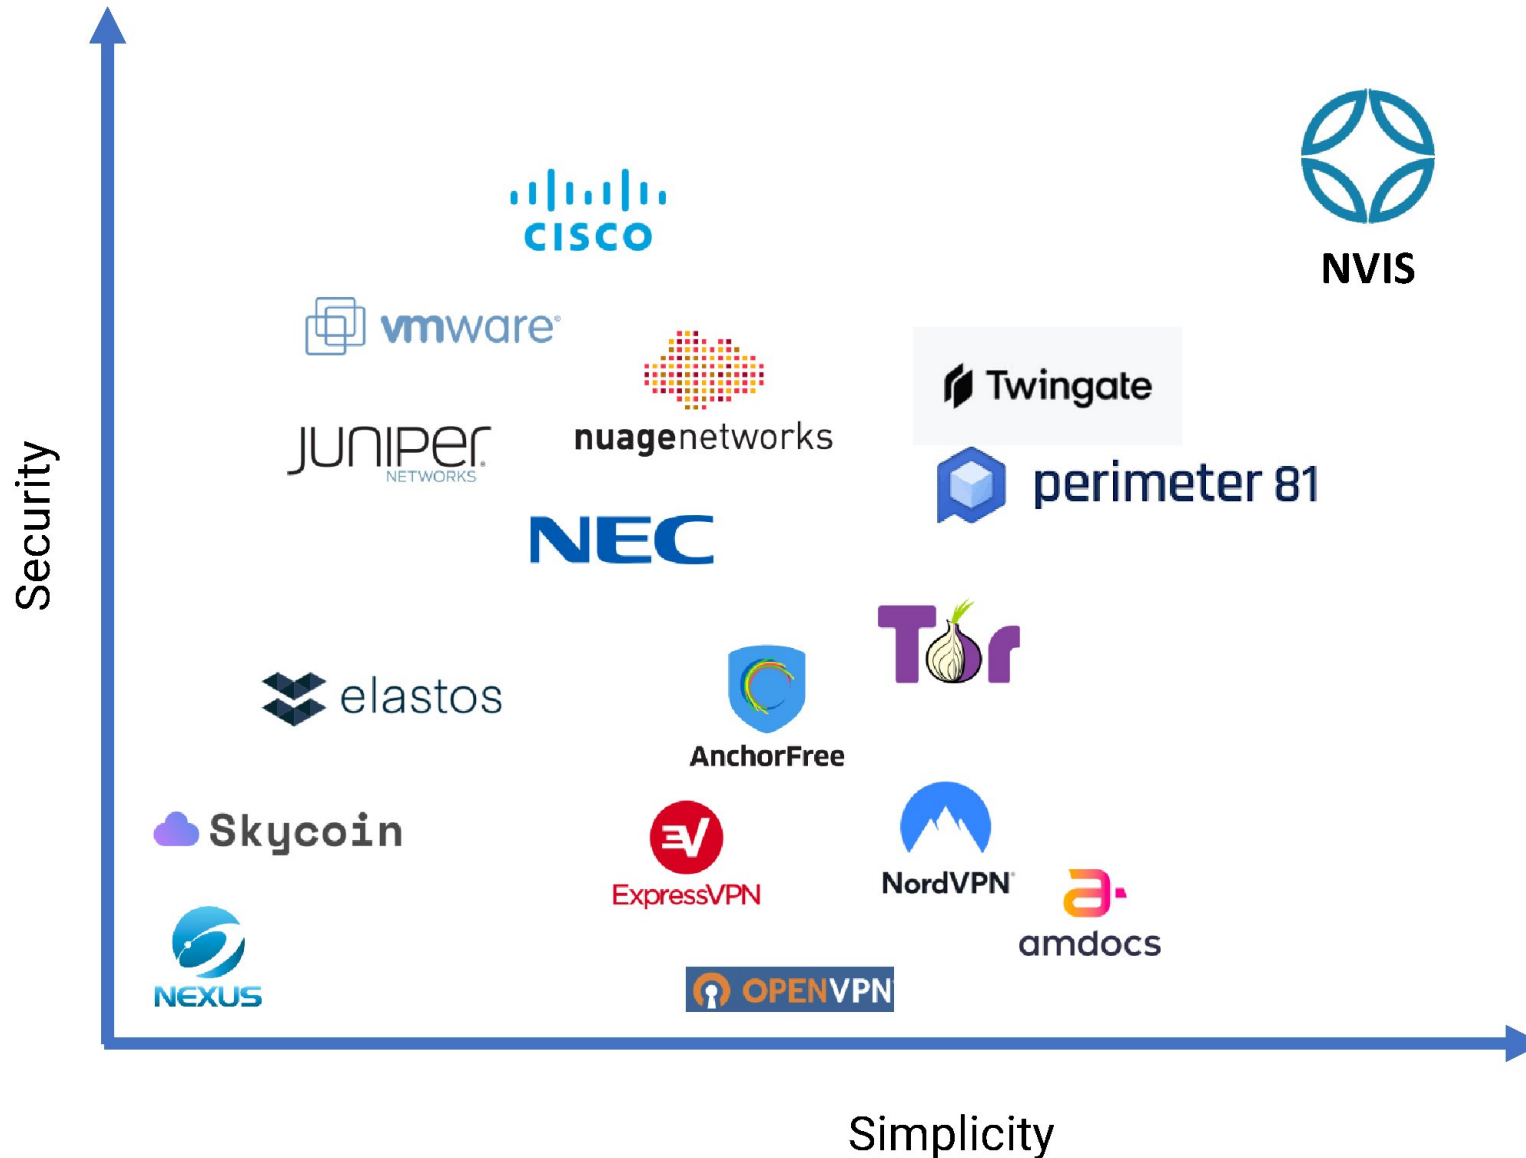 CISCO
NVIS
vmware®
Twingate
nuagenetworks
JUNIPER
NETWORKS
perimeter 81
NEC
Security
Tor
elastos
AnchorFree
Skycoin
EV
ExpressVPN
NordVPN®
a
amdocs
NEXUS
OPENVPN
Simplicity